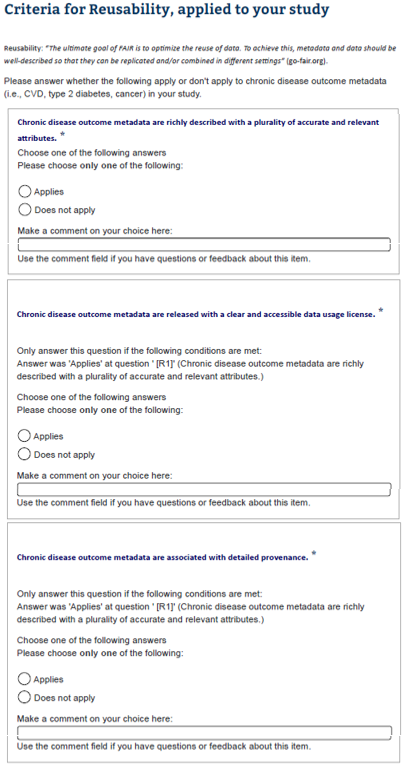 Criteria for Reusability, applied to your study
Reusability: "The ultimate goal of FAIR is to optimize the reuse of data. To achieve this, metadata and data should be
well-described so that they can be replicated and/or combined in different settings" (go-fair.org).
Please answer whether the following apply or don't apply to chronic disease outcome metadata
(i.e., CVD, type 2 diabetes, cancer) in your study.
Chronic disease outcome metadata are richly described with a plurality of accurate and relevant
attributes. *
Choose one of the following answers
Please choose only one of the following:
Applies
Does not apply
Make a comment on your choice here:
Use the comment field if you have questions or feedback about this item.
Chronic disease outcome metadata are released with a clear and accessible data usage license. *
Only answer this question if the following conditions are met:
Answer was 'Applies' at question ' [R1]' (Chronic disease outcome metadata are richly
described with a plurality of accurate and relevant attributes.)
Choose one of the following answers
Please choose only one of the following:
Applies
Does not apply
Make a comment on your choice here:
Use the comment field if you have questions or feedback about this item.
Chronic disease outcome metadata are associated with detailed provenance. *
Only answer this question if the following conditions are met:
Answer was 'Applies' at question ' [R1]' (Chronic disease outcome metadata are richly
described with a plurality of accurate and relevant attributes.)
Choose one of the following answers
Please choose only one of the following:
Applies
Does not apply
Make a comment on your choice here:
Use the comment field if you have questions or feedback about this item.